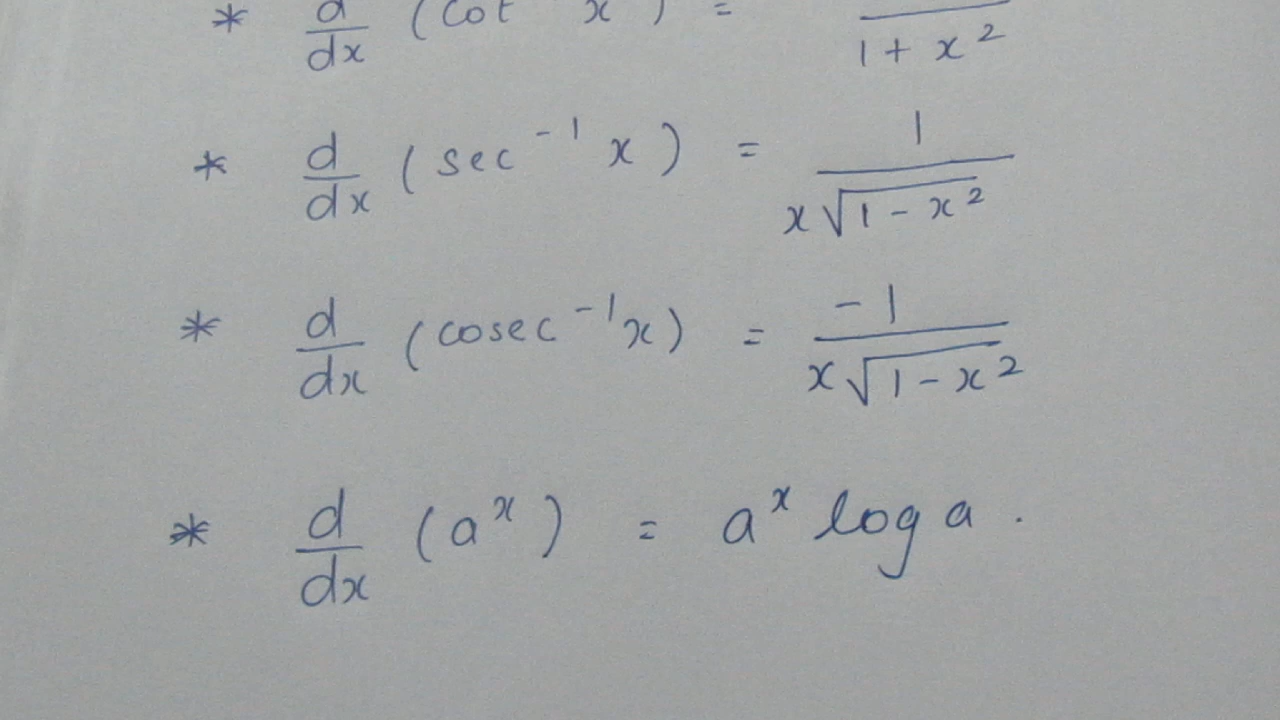 * d/dx (cot x) = /1 + x²
* d/dx (sec⁻¹ x) = 1/x√1 - x²
* d/dx (cosec⁻¹x) = -1/x√1 - x²
* d/dx (aˣ) = aˣ log a .